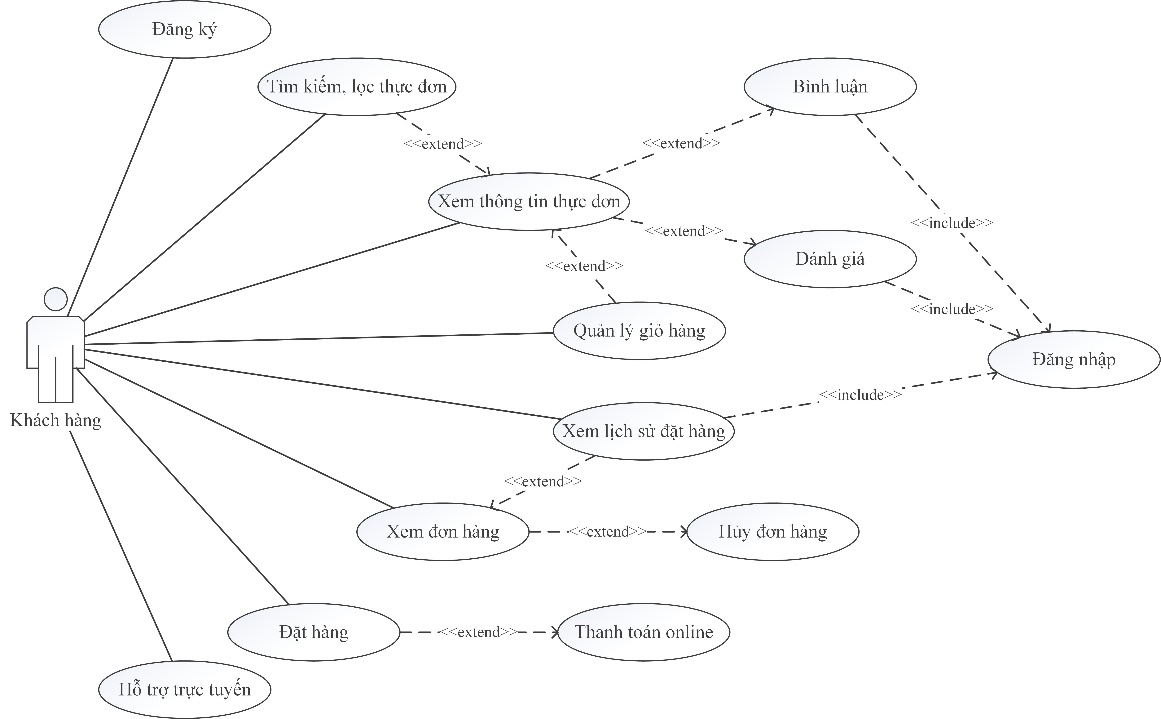 Đăng ký
Tìm kiếm, lọc thực đơn
Bình luận
<<extend>>
<<extend>>
Xem thông tin thực đơn
<<include>>
<<extend>>
Đánh giá
<<extend>>
<<include>>
Quản lý giỏ hàng
Đăng nhập
<<include>>
Khách hàng
Xem lịch sử đặt hàng
<<extend>>
Xem đơn hàng
<<extend>>
Hủy đơn hàng
Đặt hàng
<<extend>>
Thanh toán online
Hỗ trợ trực tuyến